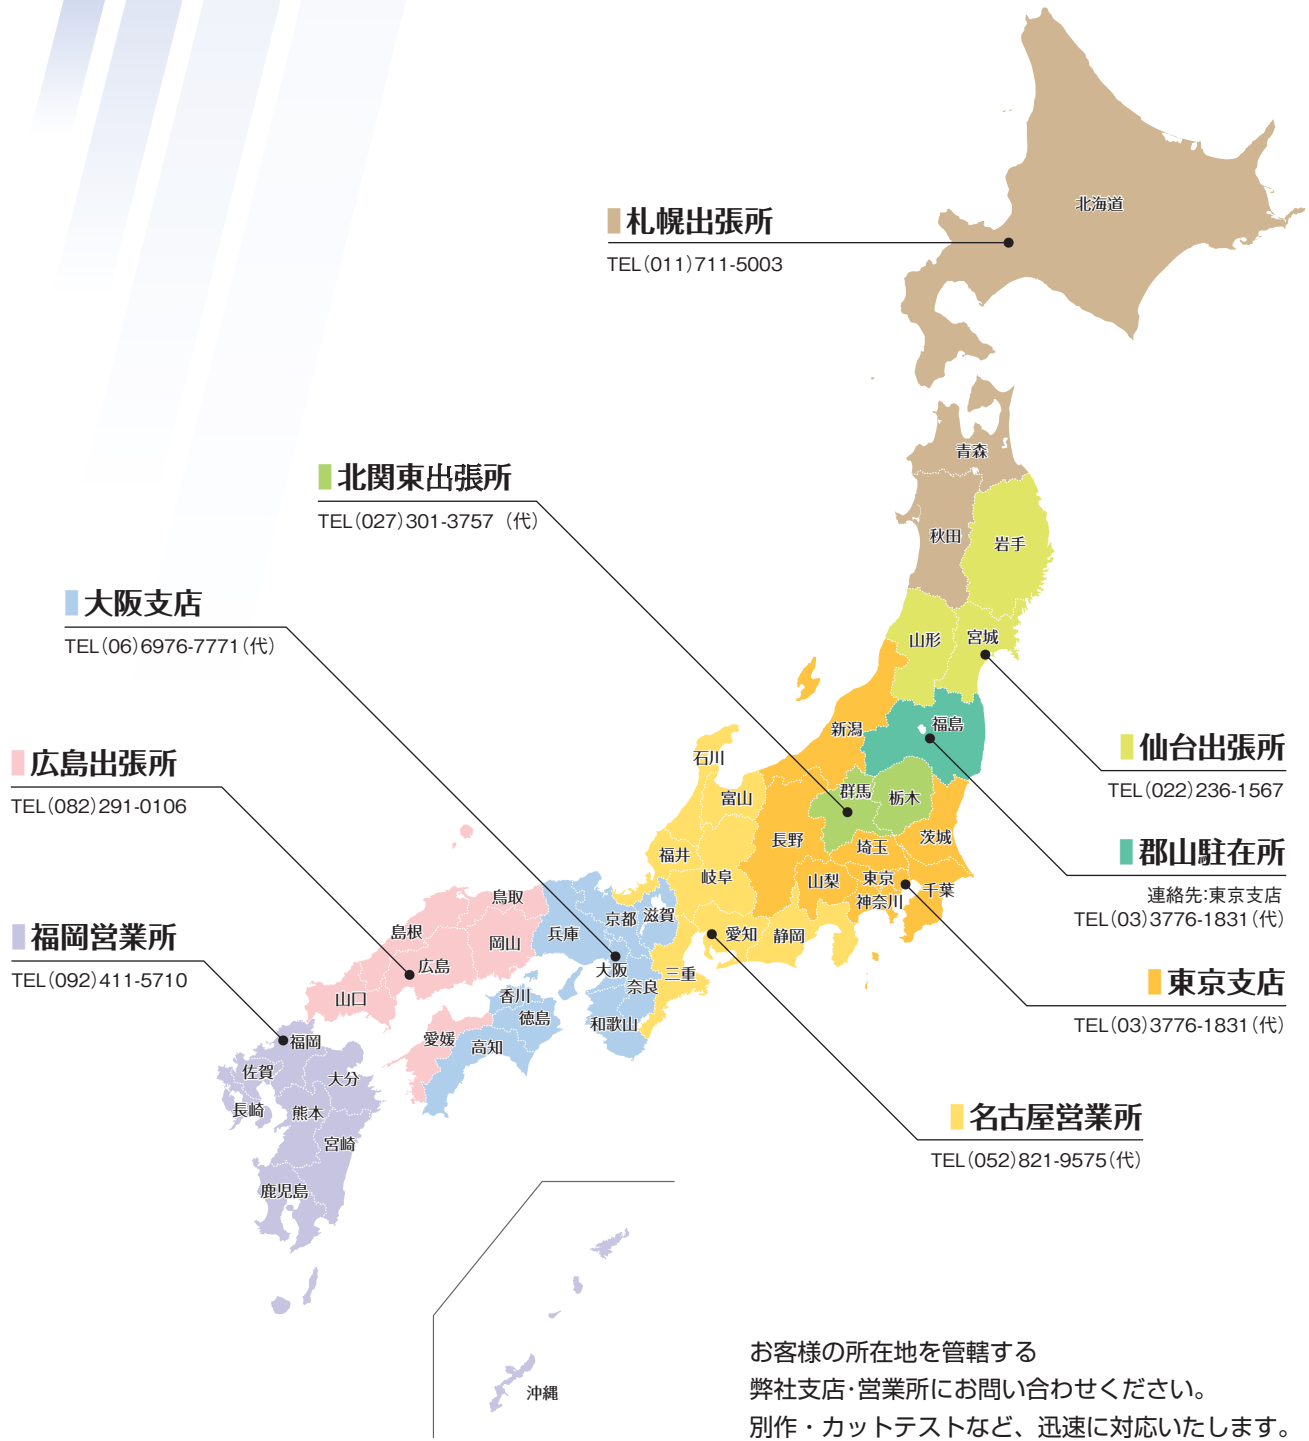 北海道
札幌出張所
TEL(011)711-5003
青森
北関東出張所
TEL(027)301-3757 (代)
秋田
岩手
大阪支店
TEL(06)6976-7771(代)
山形
宮城
新潟
福島
仙台出張所
TEL(022)236-1567
石川
広島出張所
TEL(082)291-0106
富山
群馬
栃木
長野
埼玉
茨城
郡山駐在所
連絡先:東京支店
TEL(03)3776-1831(代)
福井
岐阜
山梨
東京
千葉
神奈川
鳥取
京都
滋賀
兵庫
島根
岡山
愛知
静岡
福岡営業所
TEL(092)411-5710
広島
大阪
三重
東京支店
TEL(03)3776-1831(代)
山口
香川
奈良
徳島
和歌山
愛媛
高知
福岡
佐賀
大分
長崎
熊本
宮崎
名古屋営業所
TEL(052)821-9575(代)
鹿児島
沖縄
お客様の所在地を管轄する
弊社支店・営業所にお問い合わせください。
別作・カットテストなど、迅速に対応いたします。